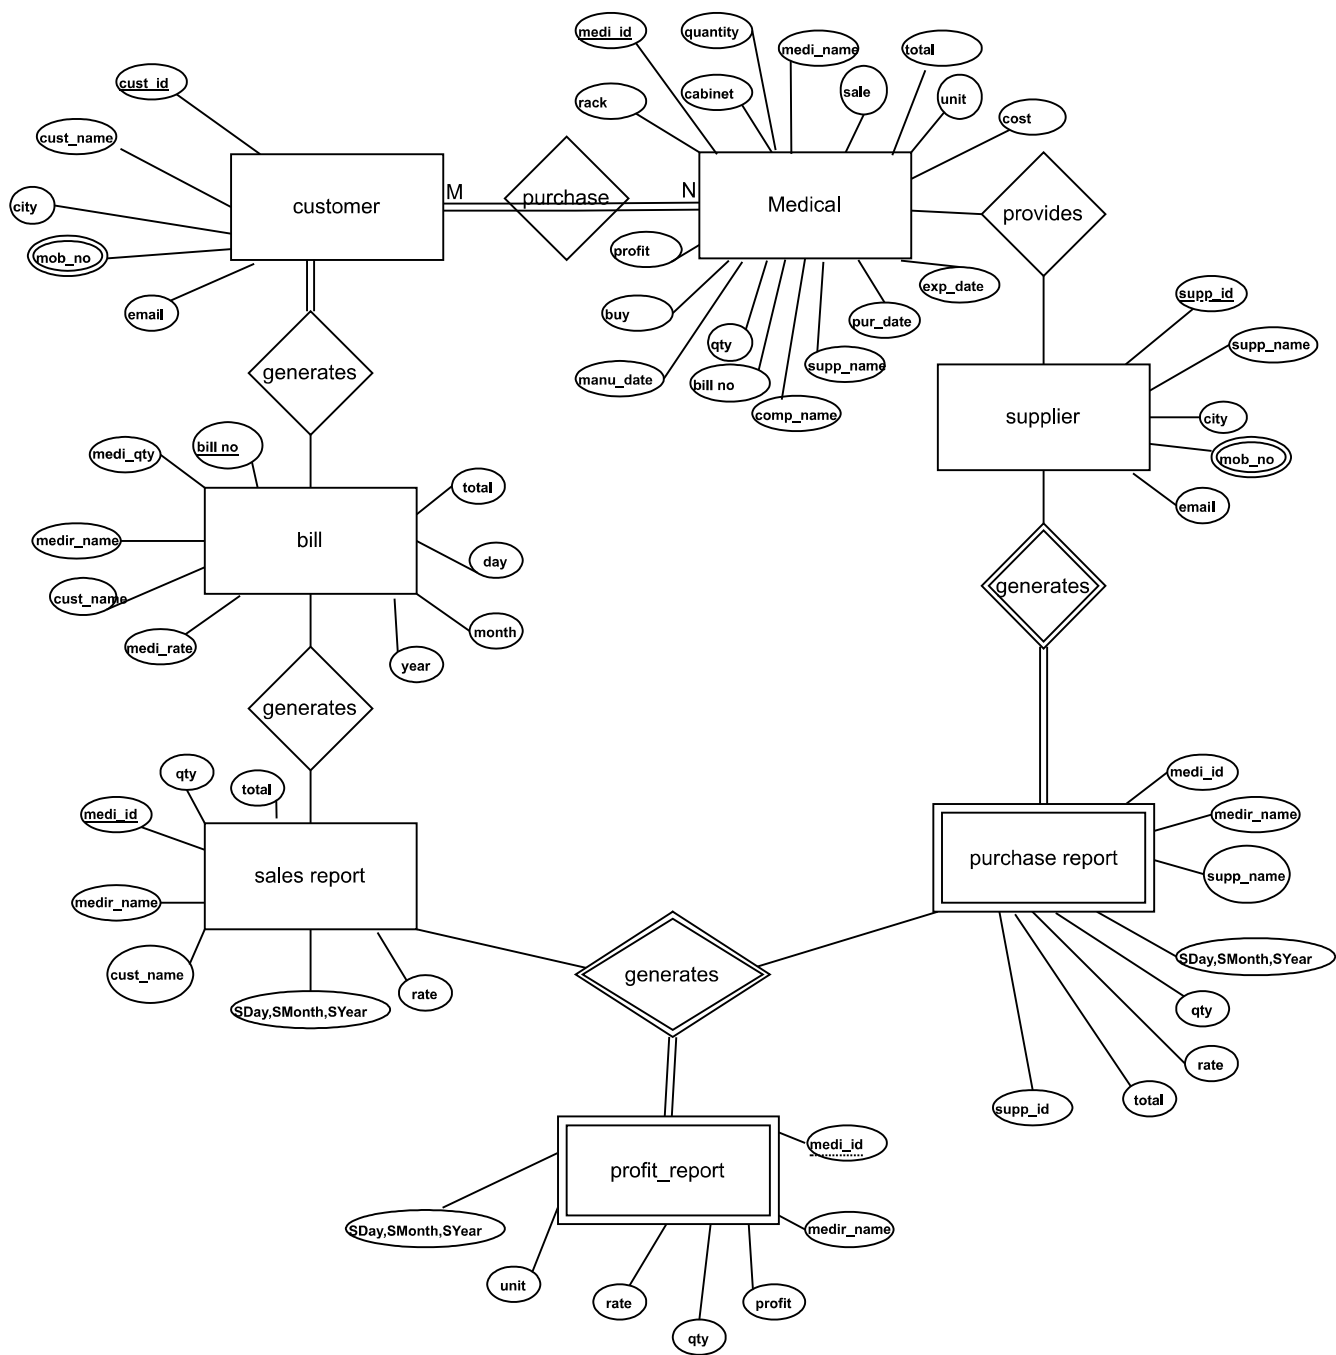 medi_id
quantity
medi_name
total
cust_id
rack
cabinet
sale
unit
cost
cust_name
city
customer
M
purchase
N
Medical
provides
mob_no
email
profit
exp_date
buy
qty
pur_date
manu_date
bill no
supp_name
comp_name
supp_id
supp_name
supplier
city
mob_no
email
generates
medi_qty
bill no
total
medir_name
bill
day
cust_name
medi_rate
month
year
generates
generates
qty
total
medi_id
sales report
medir_name
cust_name
SDay,SMonth,SYear
rate
medi_id
medir_name
purchase report
supp_name
SDay,SMonth,SYear
qty
rate
total
supp_id
generates
medi_id
profit_report
medir_name
SDay,SMonth,SYear
unit
rate
qty
profit